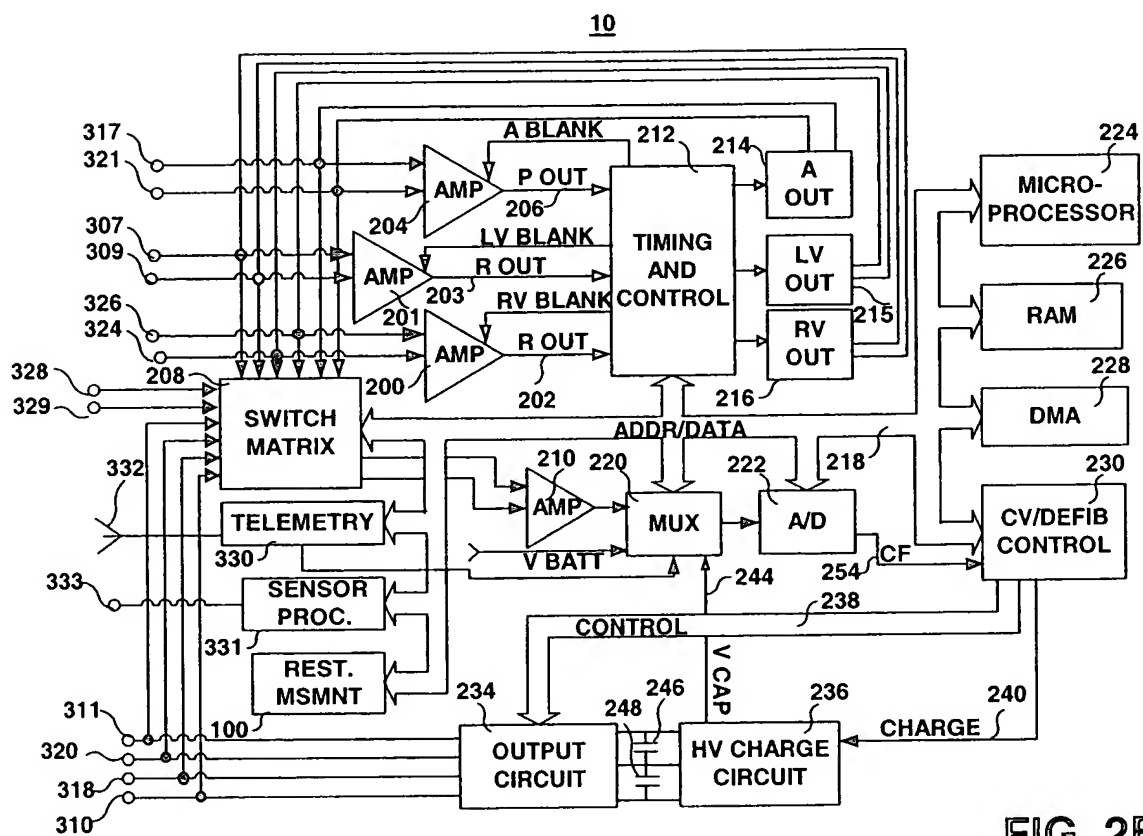 10
317
321
307
309
326
324
328
329
208
332
333
311
320
318
310
A BLANK
212
214
224
AMP
204
P OUT
206
A
OUT
MICRO-
PROCESSOR
LV BLANK
AMP
201
R OUT
203
TIMING
AND
CONTROL
LV
OUT
215
226
RAM
RV BLANK
AMP
200
R OUT
202
RV
OUT
216
228
DMA
SWITCH
MATRIX
ADDR/DATA
218
210
AMP
220
MUX
222
A/D
230
CV/DEFIB
CONTROL
TELEMETRY
330
V BATT
244
254
CF
SENSOR
PROC.
331
238
CONTROL
REST.
MSMNT
100
V CAP
234
OUTPUT
CIRCUIT
248
246
236
HV CHARGE
CIRCUIT
240
CHARGE